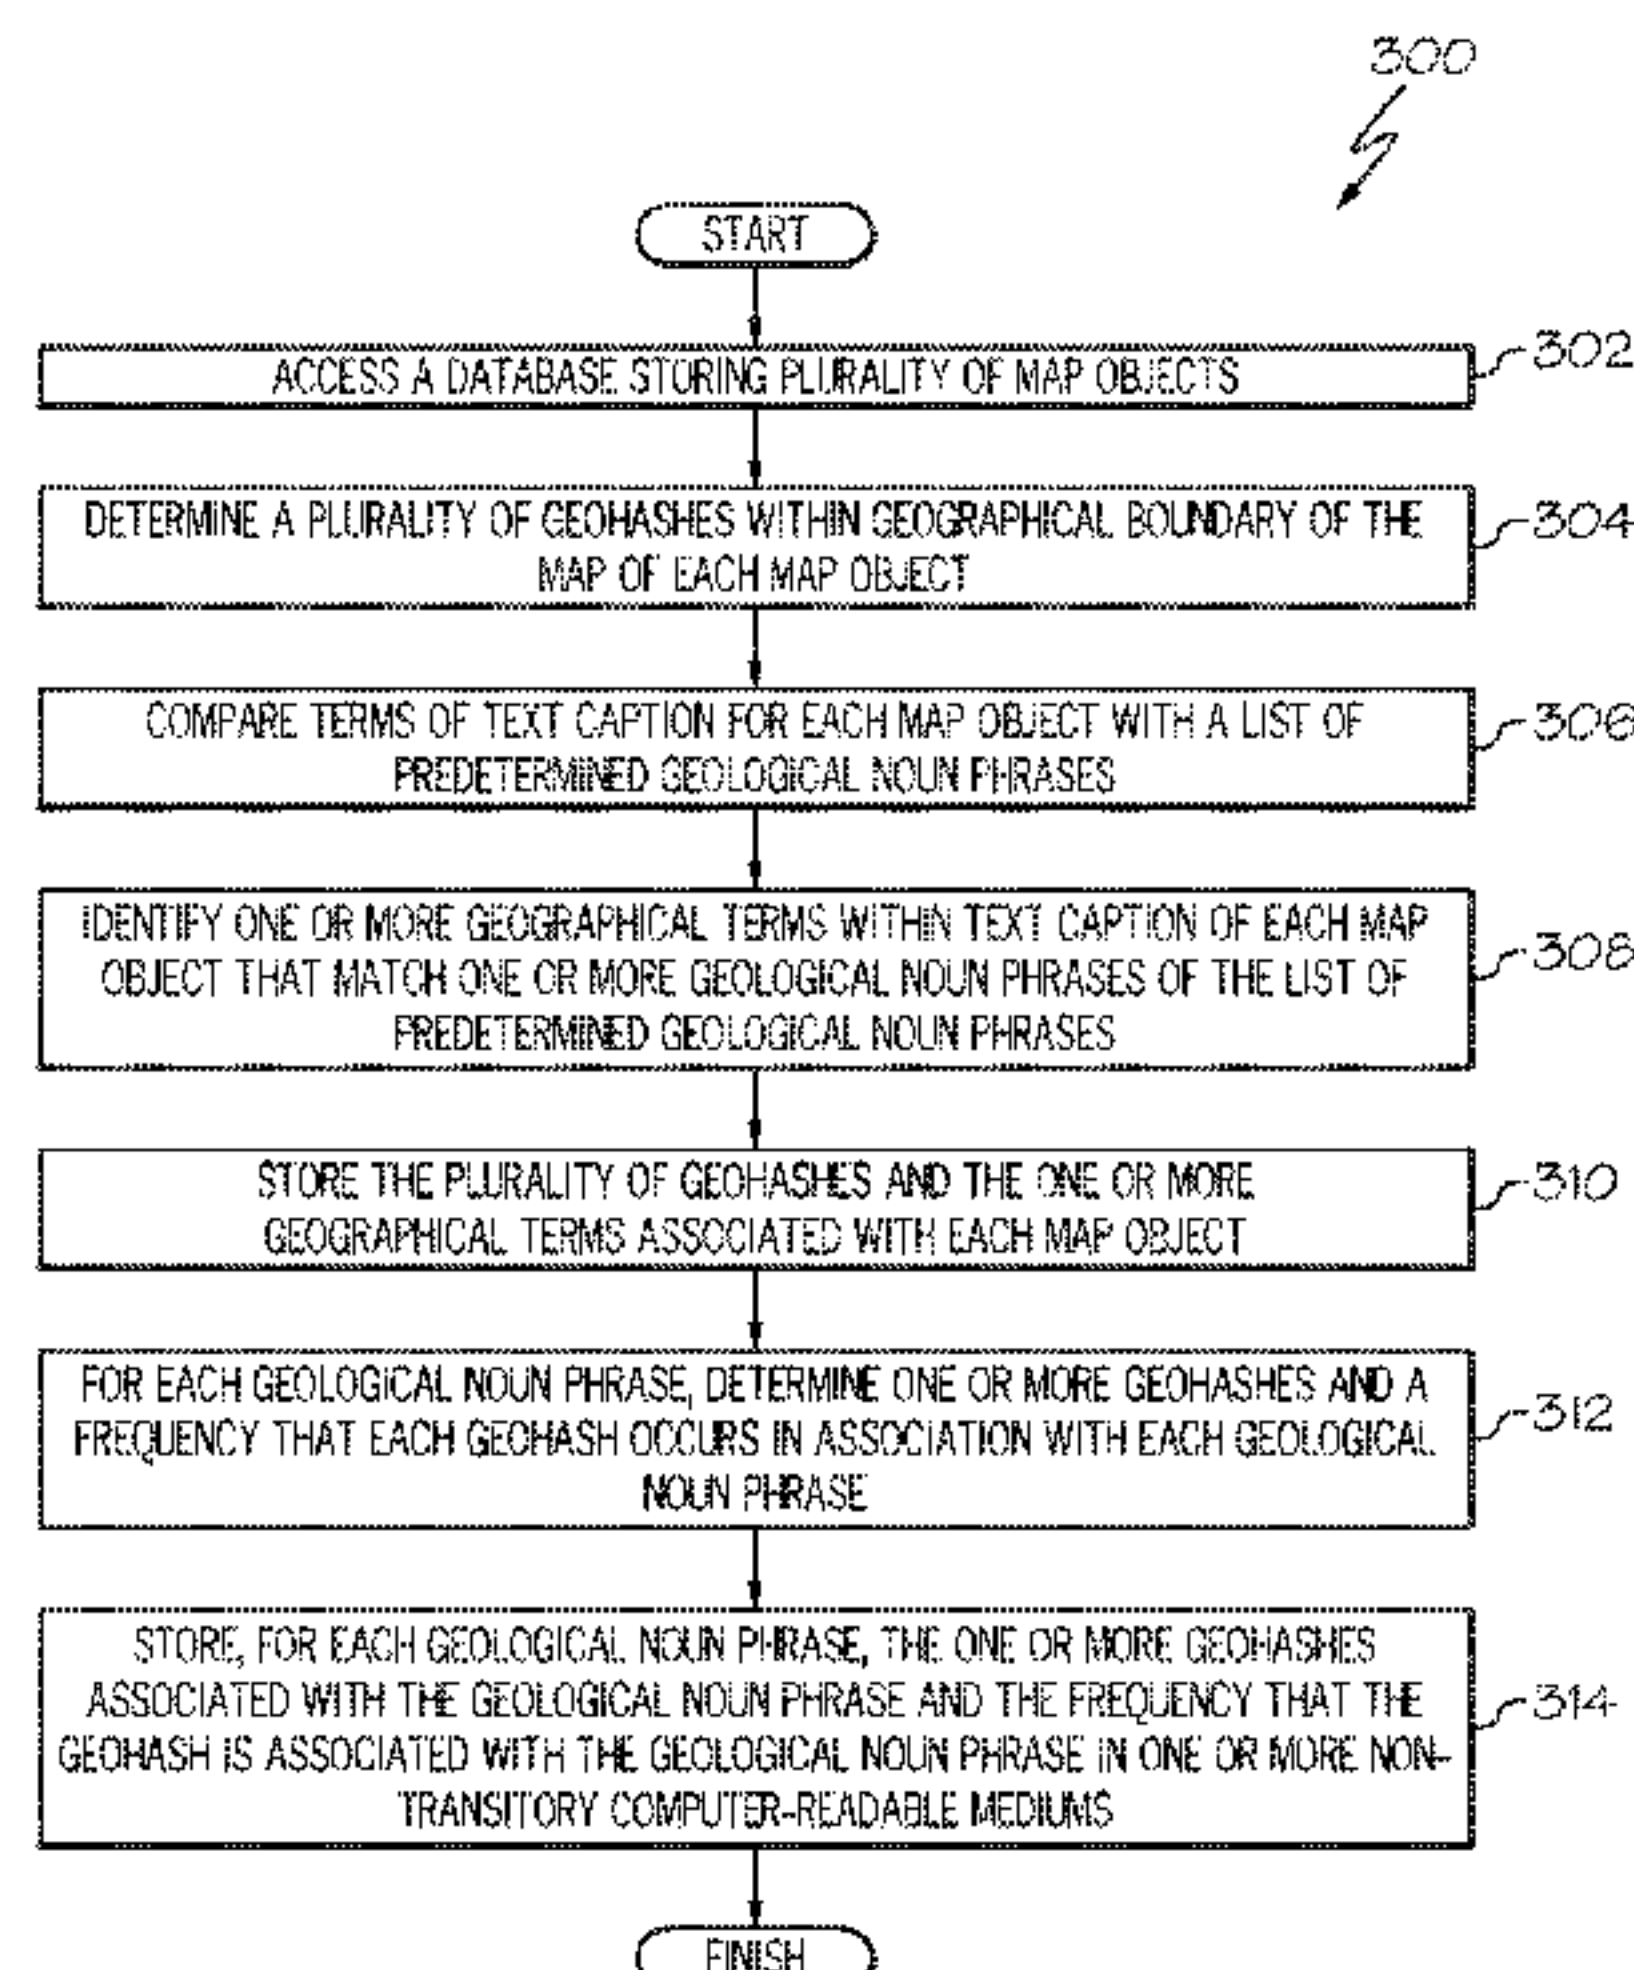 300
START
ACCESS A DATABASE STORING PLURALITY OF MAP OBJECTS
302
DETERMINE A PLURALITY OF GEOHASHES WITHIN GEOGRAPHICAL BOUNDARY OF THE
MAP OF EACH MAP OBJECT
304
COMPARE TERMS OF TEXT CAPTION FOR EACH MAP OBJECT WITH A LIST OF
PREDETERMINED GEOLOGICAL NOUN PHRASES
306
IDENTIFY ONE OR MORE GEOGRAPHICAL TERMS WITHIN TEXT CAPTION OF EACH MAP
OBJECT THAT MATCH ONE OR MORE GEOLOGICAL NOUN PHRASES OF THE LIST OF
PREDETERMINED GEOLOGICAL NOUN PHRASES
308
STORE THE PLURALITY OF GEOHASHES AND THE ONE OR MORE
GEOGRAPHICAL TERMS ASSOCIATED WITH EACH MAP OBJECT
310
FOR EACH GEOLOGICAL NOUN PHRASE, DETERMINE ONE OR MORE GEOHASHES AND A
FREQUENCY THAT EACH GEOHASH OCCURS IN ASSOCIATION WITH EACH GEOLOGICAL
NOUN PHRASE
312
STORE, FOR EACH GEOLOGICAL NOUN PHRASE, THE ONE OR MORE GEOHASHES
ASSOCIATED WITH THE GEOLOGICAL NOUN PHRASE AND THE FREQUENCY THAT THE
GEOHASH IS ASSOCIATED WITH THE GEOLOGICAL NOUN PHRASE IN ONE OR MORE NON-
TRANSITORY COMPUTER-READABLE MEDIUMS
314
FINISH